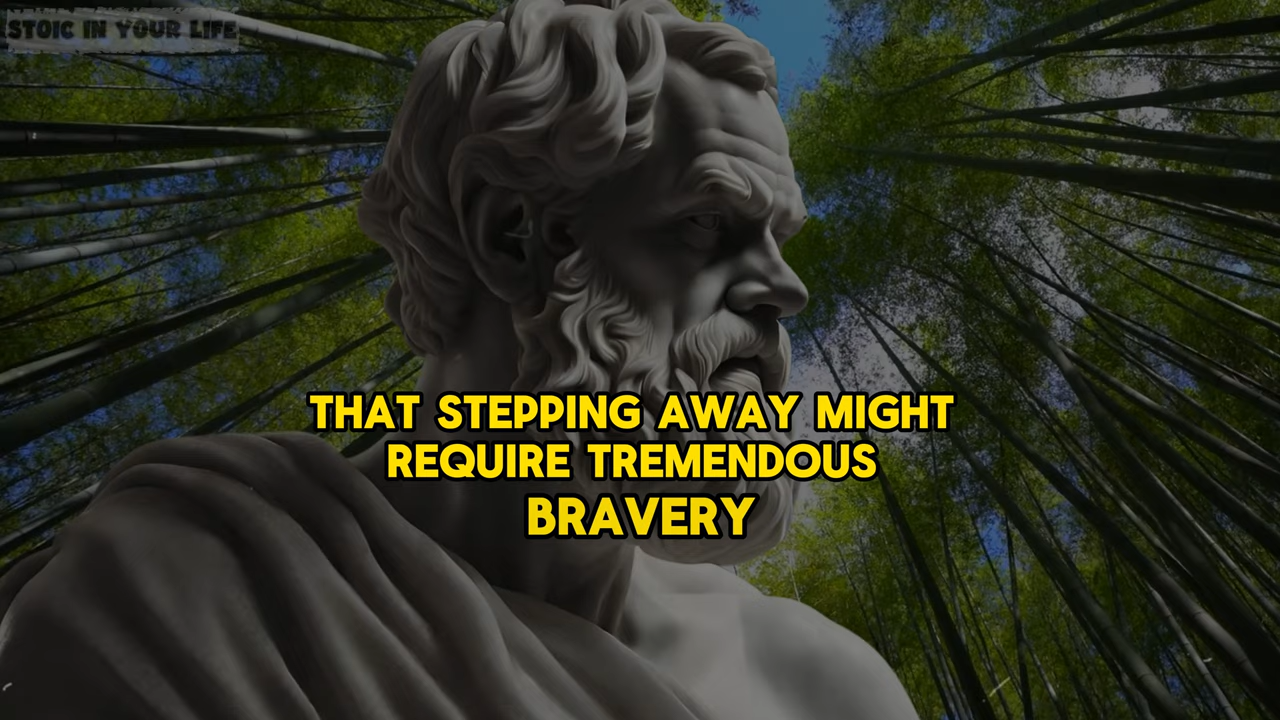 STOIC IN YOUR LIFE
THAT STEPPING AWAY MIGHT
REQUIRE TREMENDOUS
BRAVERY